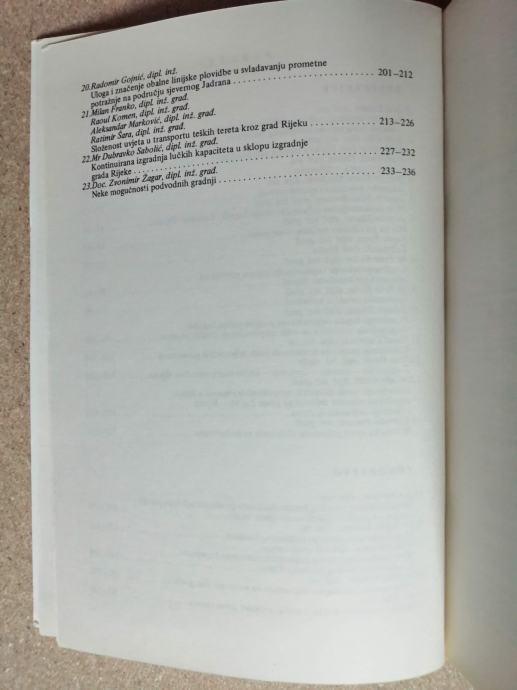 20.Radomir Gojnić, dipl. inž.
Uloga i značenje obalne linijske plovidbe u svladavanju prometne
potražnje na području sjevernog Jadrana . . . . . . . . . . . . . . . . . . . . . . . . . . . . . . . . . 201–212
21.Milan Franko, dipl. inž. grad.
Raoul Komen, dipl. inž. grad.
Aleksandar Marković, dipl. inž. grad.
Ratimir Šara, dipl. inž. grad.
Složenost uvjeta u transportu teških tereta kroz grad Rijeku . . . . . . . . . . . . . . . . 213–226
22.Mr Dubravko Sabolić, dipl. inž. grad.
Kontinuirana izgradnja lučkih kapaciteta u sklopu izgradnje
grada Rijeke . . . . . . . . . . . . . . . . . . . . . . . . . . . . . . . . . . . . . . . . . . . . . . . . . 227–232
23.Doc. Zvonimir Žagar, dipl. inž. grad.
Neke mogućnosti podvodnih gradnji . . . . . . . . . . . . . . . . . . . . . . . . . . . . . . . . 233–236